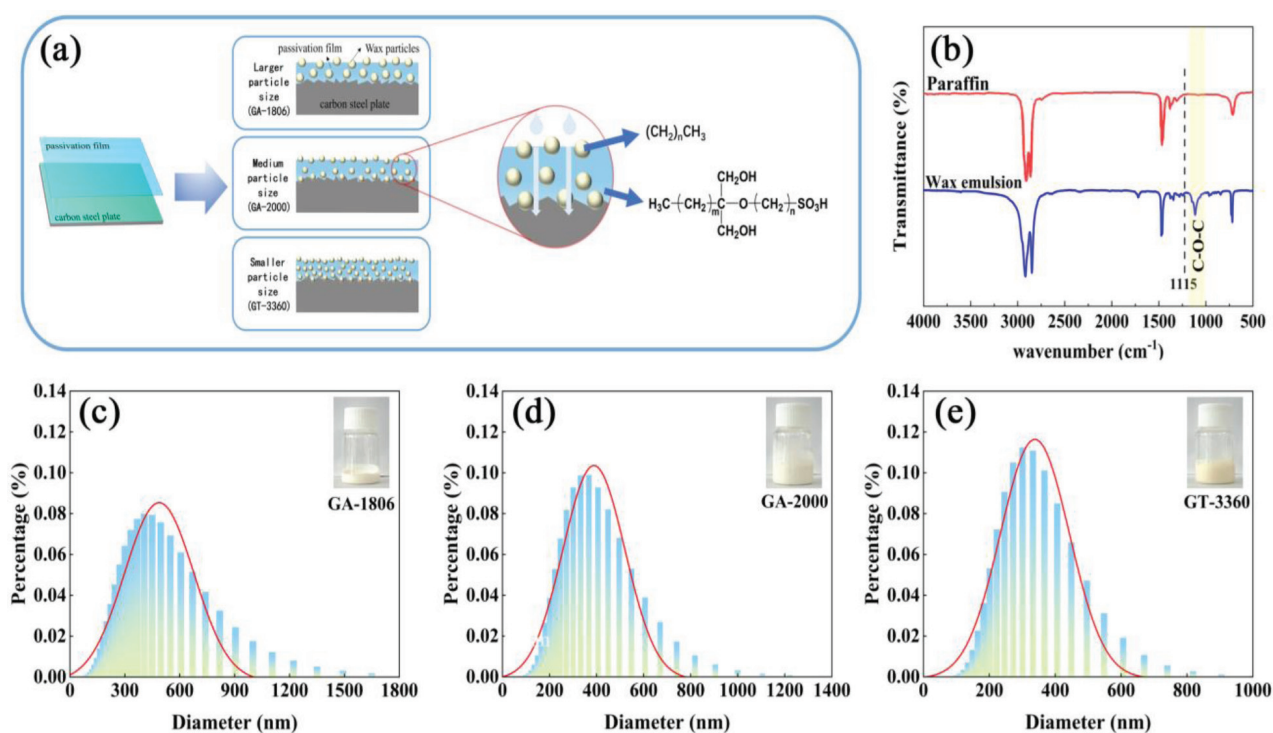 (a)
passivation film
carbon steel plate
Larger
particle
size
(GA-1806)
passivation film
Wax particles
carbon steel plate
Medium
particle
size
(GA-2000)
Smaller
particle
size
(GT-3360)
(CH₂)ₙCH₃
CH₂OH
H₃C-(CH₂)ₘC-O-(CH₂)ₙSO₃H
CH₂OH
(b)
Transmittance (%)
Paraffin
Wax emulsion
C-O-C
1115
4000 3500 3000 2500 2000 1500 1000 500
wavenumber (cm⁻¹)
(c)
GA-1806
Percentage (%)
0.14
0.12
0.10
0.08
0.06
0.04
0.02
0.00
0 300 600 900 1200 1500 1800
Diameter (nm)
(d)
GA-2000
Percentage (%)
0.14
0.12
0.10
0.08
0.06
0.04
0.02
0.00
0 200 400 600 800 1000 1200 1400
Diameter (nm)
(e)
GT-3360
Percentage (%)
0.14
0.12
0.10
0.08
0.06
0.04
0.02
0.00
0 200 400 600 800 1000
Diameter (nm)